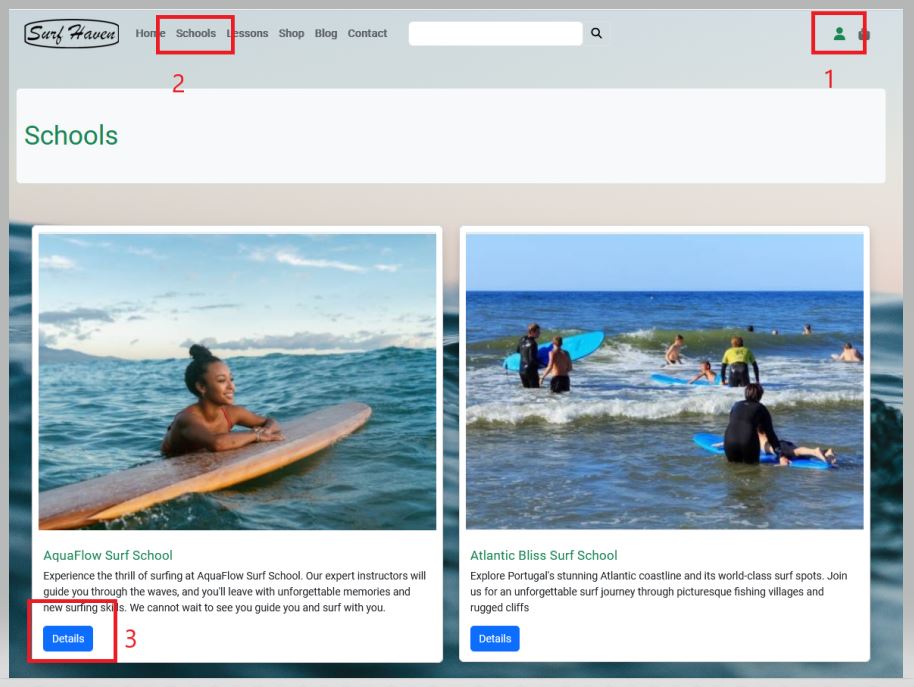 Surf Haven Home Schools Lessons Shop Blog Contact
2
1
Schools
AquaFlow Surf School
Experience the thrill of surfing at AquaFlow Surf School. Our expert instructors will
guide you through the waves, and you'll leave with unforgettable memories and
new surfing skills. We cannot wait to see you guide you and surf with you.
Details 3
Atlantic Bliss Surf School
Explore Portugal's stunning Atlantic coastline and its world-class surf spots. Join
us for an unforgettable surf journey through picturesque fishing villages and
rugged cliffs
Details